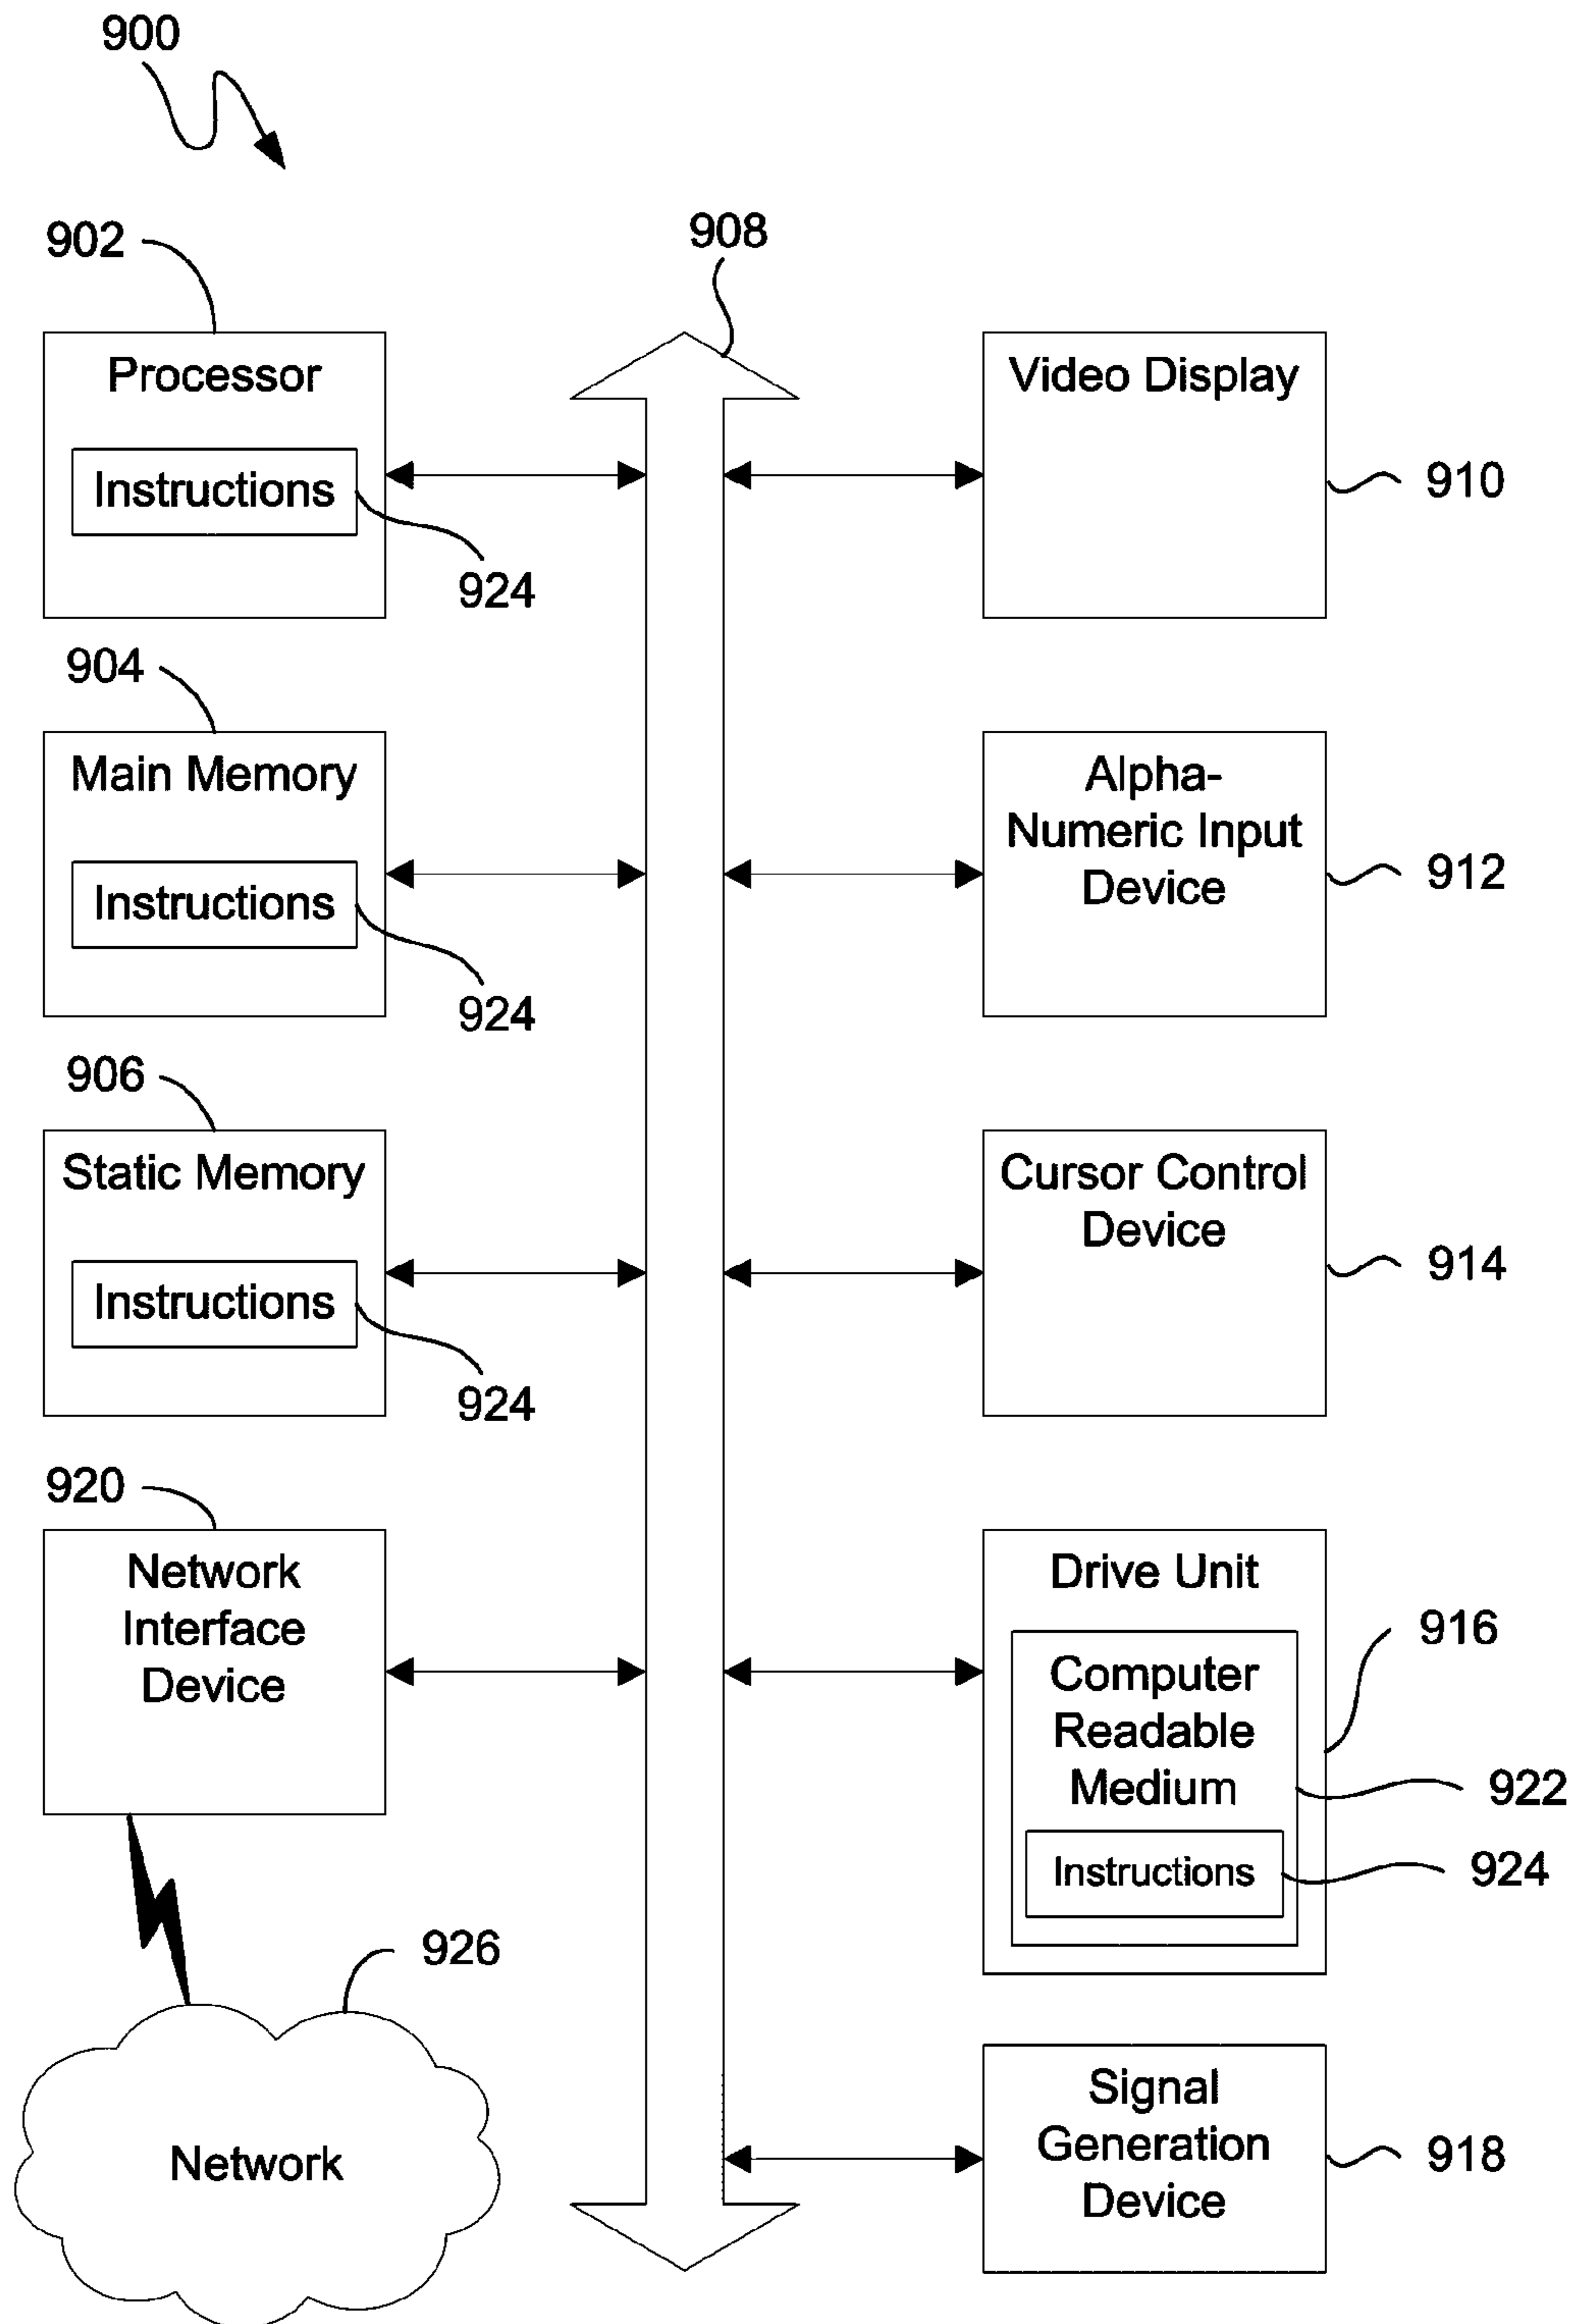 900
902
908
Processor
Instructions
924
Video Display
910
904
Main Memory
Instructions
924
Alpha-
Numeric Input
Device
912
906
Static Memory
Instructions
924
Cursor Control
Device
914
920
Network
Interface
Device
Drive Unit
916
Computer
Readable
Medium
922
Instructions
924
926
Network
Signal
Generation
Device
918